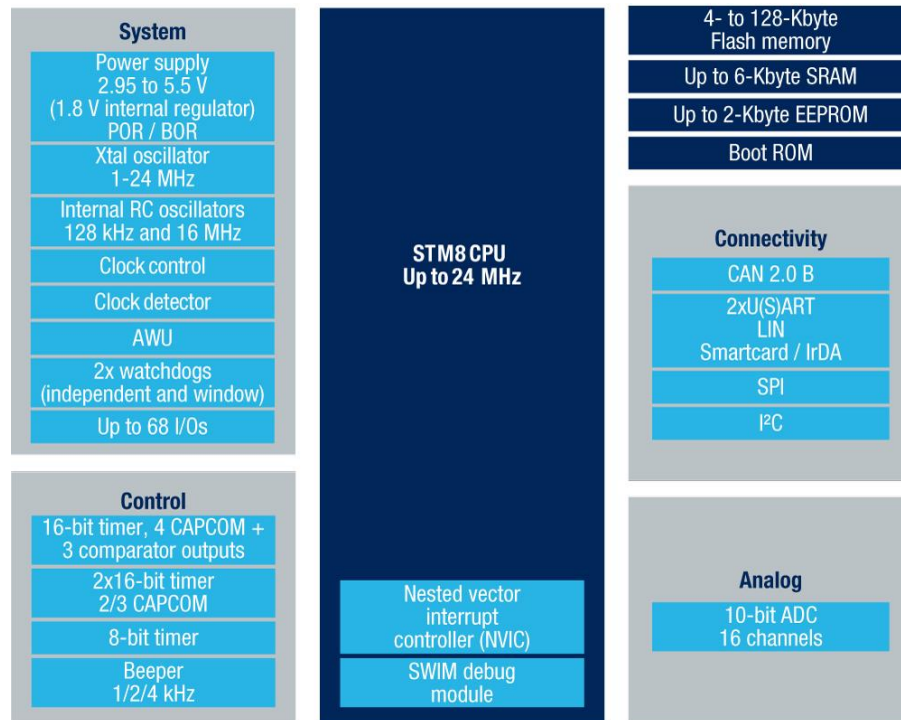 System
Power supply
2.95 to 5.5 V
(1.8 V internal regulator)
POR / BOR
Xtal oscillator
1-24 MHz
Internal RC oscillators
128 kHz and 16 MHz
Clock control
Clock detector
AWU
2x watchdogs
(independent and window)
Up to 68 I/Os
Control
16-bit timer, 4 CAPCOM +
3 comparator outputs
2x16-bit timer
2/3 CAPCOM
8-bit timer
Beeper
1/2/4 kHz
STM8 CPU
Up to 24 MHz
Nested vector
interrupt
controller (NVIC)
SWIM debug
module
4- to 128-Kbyte
Flash memory
Up to 6-Kbyte SRAM
Up to 2-Kbyte EEPROM
Boot ROM
Connectivity
CAN 2.0 B
2xU(S)ART
LIN
Smartcard / IrDA
SPI
I²C
Analog
10-bit ADC
16 channels